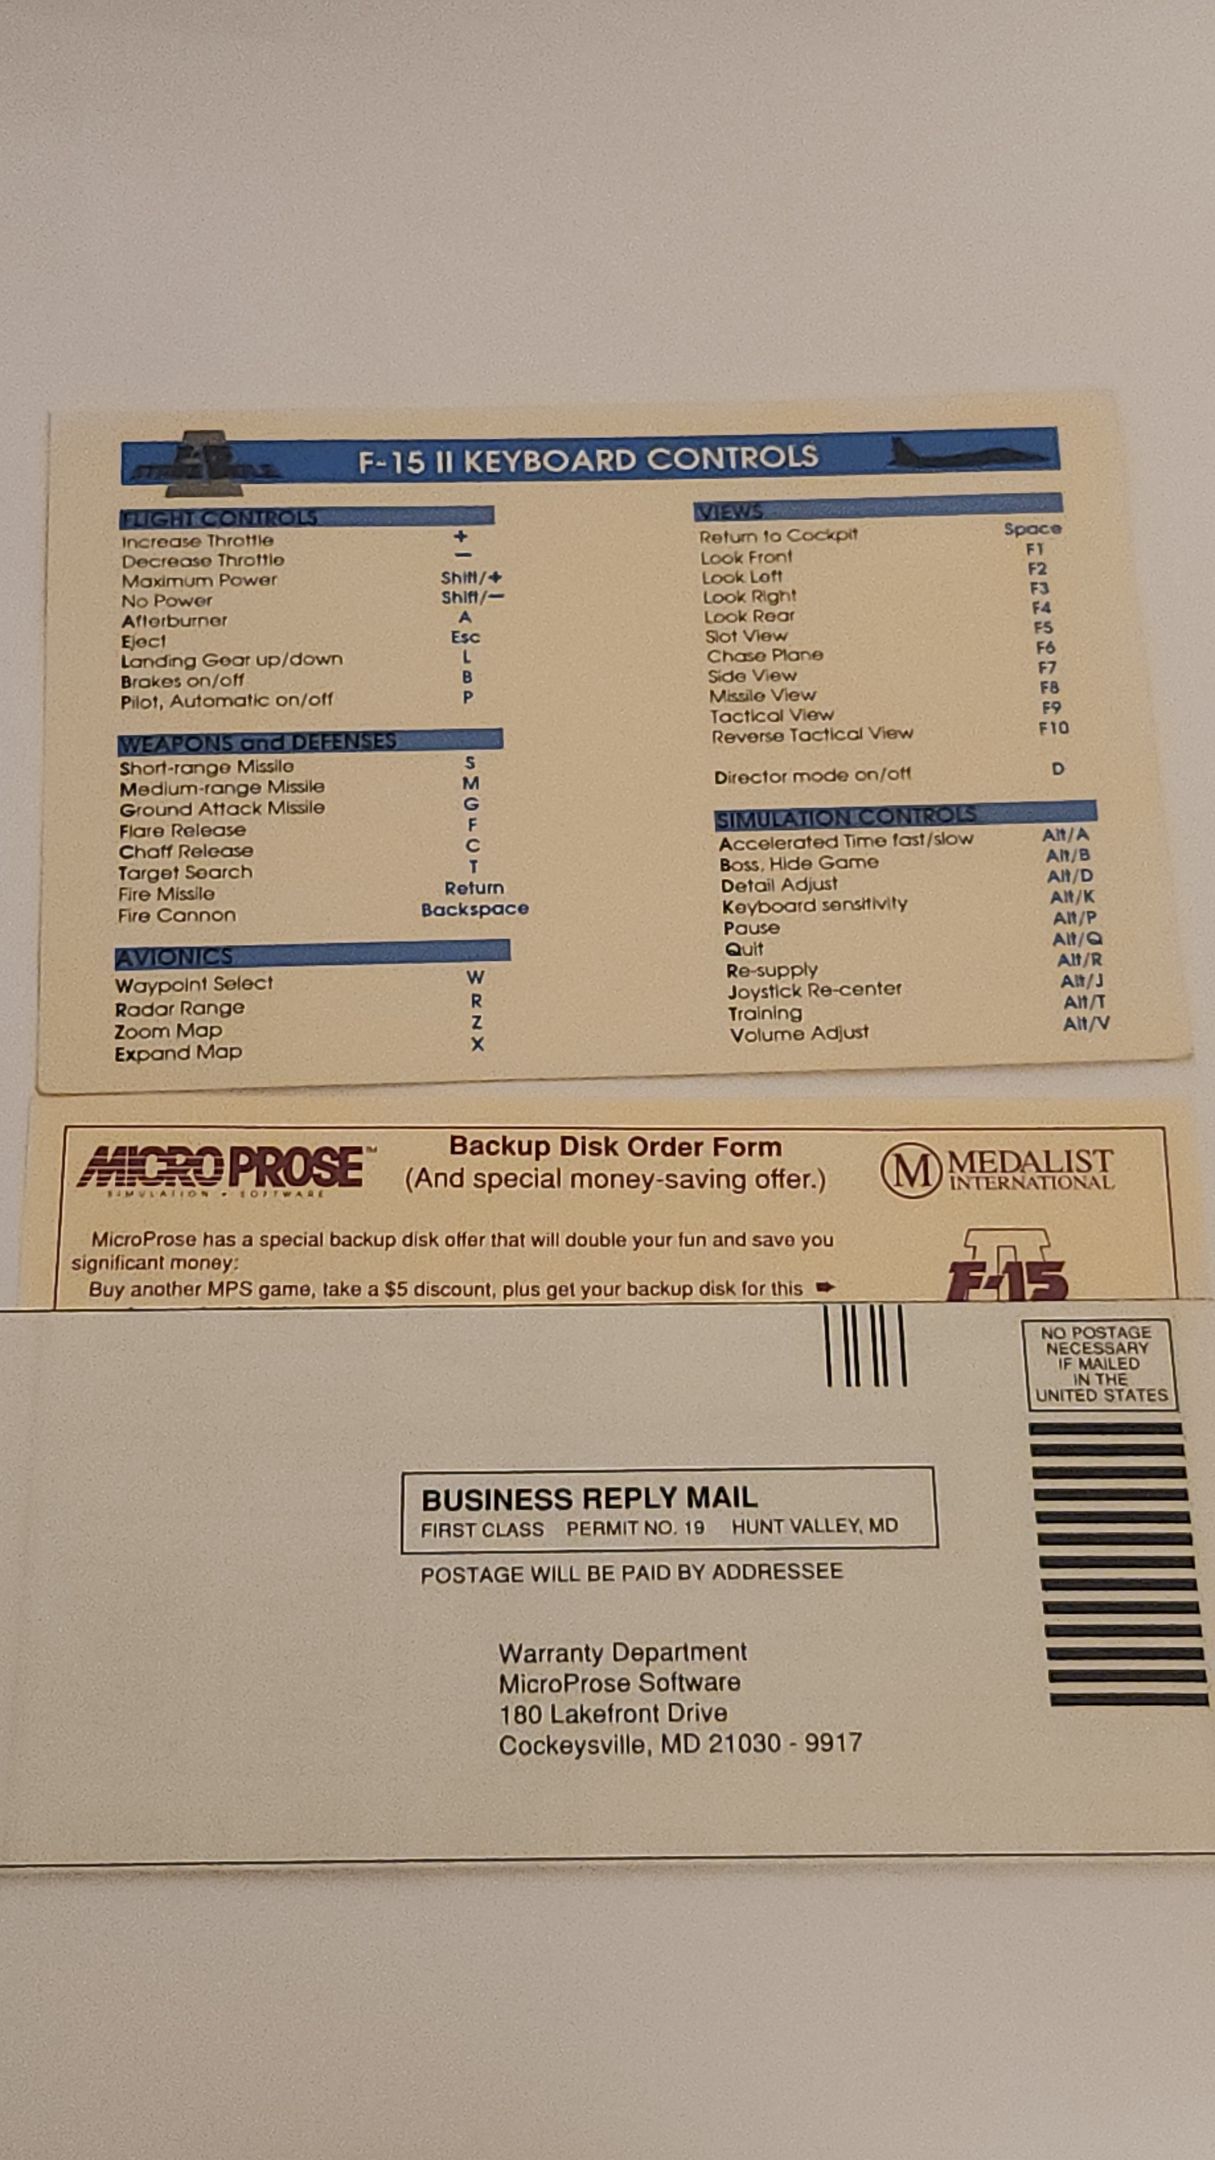 F-15 II KEYBOARD CONTROLS
FLIGHT CONTROLS
Increase Throttle +
Decrease Throttle —
Maximum Power Shift/+
No Power Shift/—
Afterburner A
Eject Esc
Landing Gear up/down L
Brakes on/off B
Pilot, Automatic on/off P
WEAPONS and DEFENSES
Short-range Missile S
Medium-range Missile M
Ground Attack Missile G
Flare Release F
Chaff Release C
Target Search T
Fire Missile Return
Fire Cannon Backspace
AVIONICS
Waypoint Select W
Radar Range R
Zoom Map Z
Expand Map X
VIEWS
Return to Cockpit Space
Look Front F1
Look Left F2
Look Right F3
Look Rear F4
Slot View F5
Chase Plane F6
Side View F7
Missile View F8
Tactical View F9
Reverse Tactical View F10
Director mode on/off D
SIMULATION CONTROLS
Accelerated Time fast/slow Alt/A
Boss, Hide Game Alt/B
Detail Adjust Alt/D
Keyboard sensitivity Alt/K
Pause Alt/P
Quit Alt/Q
Re-supply Alt/R
Joystick Re-center Alt/J
Training Alt/T
Volume Adjust Alt/V
MICRO PROSE™
SIMULATION • SOFTWARE
Backup Disk Order Form
(And special money-saving offer.)
M MEDALIST
INTERNATIONAL
MicroProse has a special backup disk offer that will double your fun and save you
significant money:
Buy another MPS game, take a $5 discount, plus get your backup disk for this ➨
F-15
NO POSTAGE
NECESSARY
IF MAILED
IN THE
UNITED STATES
BUSINESS REPLY MAIL
FIRST CLASS PERMIT NO. 19 HUNT VALLEY, MD
POSTAGE WILL BE PAID BY ADDRESSEE
Warranty Department
MicroProse Software
180 Lakefront Drive
Cockeysville, MD 21030 - 9917